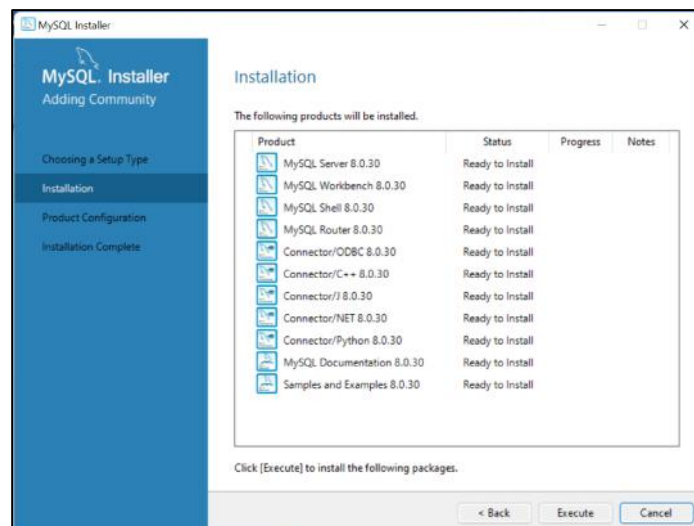 MySQL Installer
MySQL. Installer
Adding Community
Choosing a Setup Type
Installation
Product Configuration
Installation Complete
Installation
The following products will be installed.
Product Status Progress Notes
MySQL Server 8.0.30 Ready to Install
MySQL Workbench 8.0.30 Ready to Install
MySQL Shell 8.0.30 Ready to Install
MySQL Router 8.0.30 Ready to Install
Connector/ODBC 8.0.30 Ready to Install
Connector/C++ 8.0.30 Ready to Install
Connector/J 8.0.30 Ready to Install
Connector/NET 8.0.30 Ready to Install
Connector/Python 8.0.30 Ready to Install
MySQL Documentation 8.0.30 Ready to Install
Samples and Examples 8.0.30 Ready to Install
Click [Execute] to install the following packages.
< Back Execute Cancel